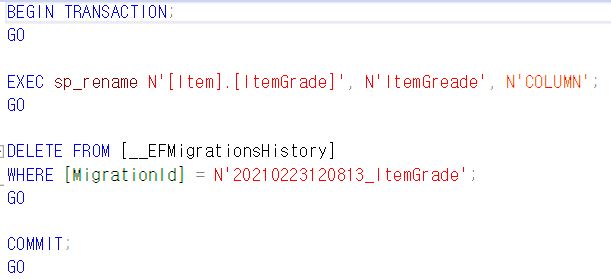 BEGIN TRANSACTION;
GO
EXEC sp_rename N'[Item].[ItemGrade]', N'ItemGreade', N'COLUMN';
GO
DELETE FROM [__EFMigrationsHistory]
WHERE [MigrationId] = N'20210223120813_ItemGrade';
GO
COMMIT;
GO